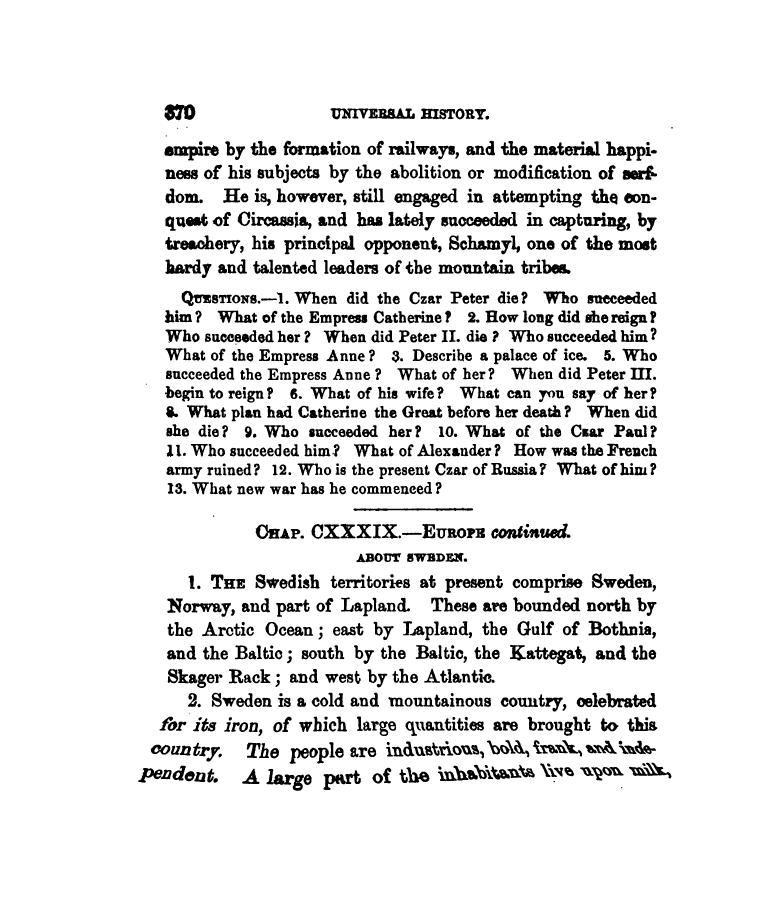 370 UNIVERSAL HISTORY.
empire by the formation of railways, and the material happi-
ness of his subjects by the abolition or modification of serf-
dom. He is, however, still engaged in attempting the con-
quest of Circassia, and has lately succeeded in capturing, by
treachery, his principal opponent, Schamyl, one of the most
hardy and talented leaders of the mountain tribes.
QUESTIONS.—1. When did the Czar Peter die? Who succeeded
him? What of the Empress Catherine? 2. How long did she reign?
Who succeeded her? When did Peter II. die? Who succeeded him?
What of the Empress Anne? 3. Describe a palace of ice. 5. Who
succeeded the Empress Anne? What of her? When did Peter III.
begin to reign? 6. What of his wife? What can you say of her?
8. What plan had Catherine the Great before her death? When did
she die? 9. Who succeeded her? 10. What of the Czar Paul?
11. Who succeeded him? What of Alexander? How was the French
army ruined? 12. Who is the present Czar of Russia? What of him?
13. What new war has he commenced?
CHAP. CXXXIX.—EUROPE continued.
ABOUT SWEDEN.
1. THE Swedish territories at present comprise Sweden,
Norway, and part of Lapland. These are bounded north by
the Arctic Ocean; east by Lapland, the Gulf of Bothnia,
and the Baltic; south by the Baltic, the Kattegat, and the
Skager Rack; and west by the Atlantic.
2. Sweden is a cold and mountainous country, celebrated
for its iron, of which large quantities are brought to this
country. The people are industrious, bold, frank, and inde-
pendent. A large part of the inhabitants live upon milk,